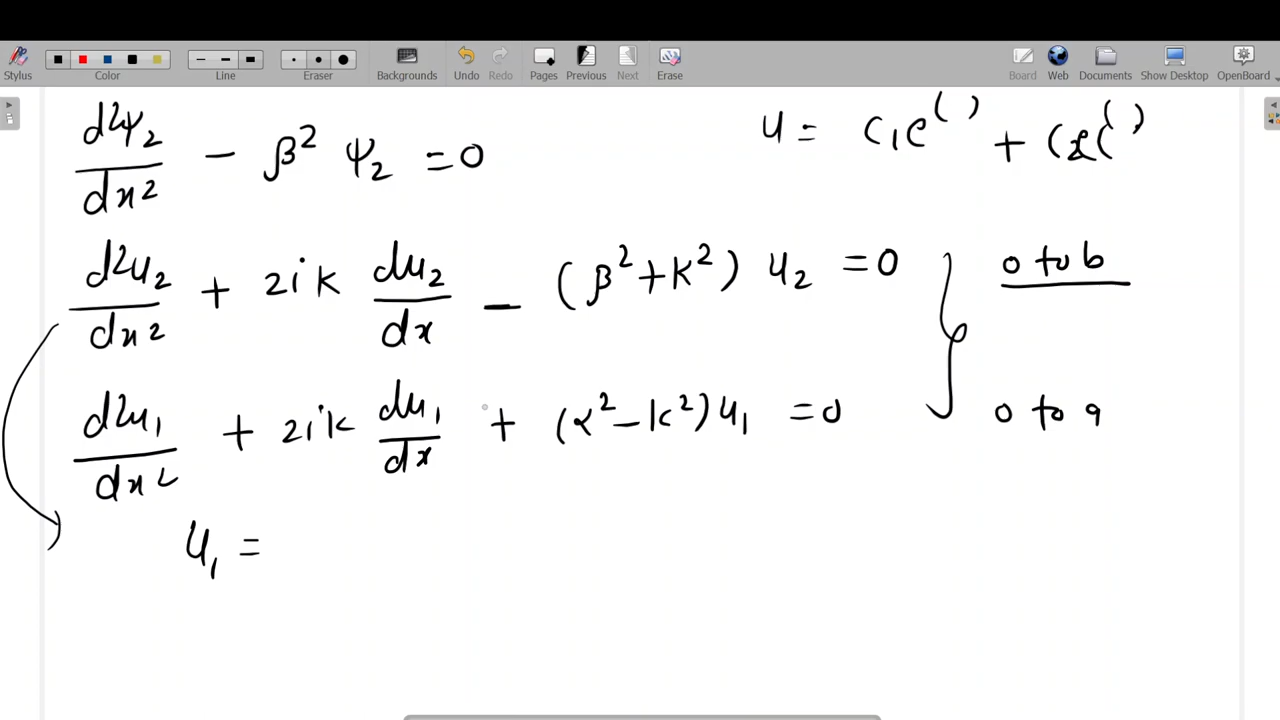 Stylus Color Line Eraser Backgrounds Undo Redo Pages Previous Next Erase Board Web Documents Show Desktop OpenBoard
d²ψ₂/dx² - β² ψ₂ = 0
u = c₁e^( ) + c₂e^( )
d²u₂/dx² + 2ik du₂/dx - (β²+k²) u₂ = 0
0 to b
d²u₁/dx² + 2ik du₁/dx + (α²-k²)u₁ = 0
0 to a
u₁ =